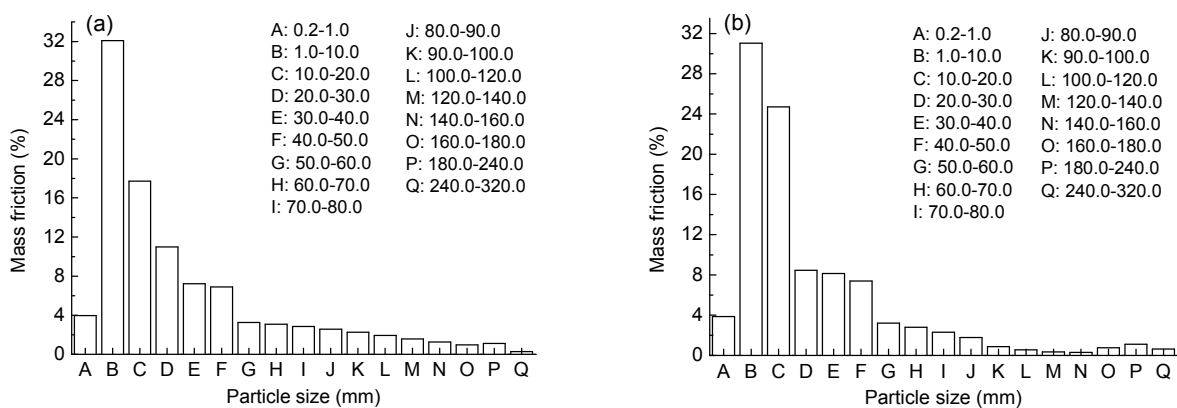 (a)
A: 0.2-1.0
B: 1.0-10.0
C: 10.0-20.0
D: 20.0-30.0
E: 30.0-40.0
F: 40.0-50.0
G: 50.0-60.0
H: 60.0-70.0
I: 70.0-80.0
J: 80.0-90.0
K: 90.0-100.0
L: 100.0-120.0
M: 120.0-140.0
N: 140.0-160.0
O: 160.0-180.0
P: 180.0-240.0
Q: 240.0-320.0
Mass friction (%)
32
28
24
20
16
12
8
4
0
A B C D E F G H I J K L M N O P Q
Particle size (mm)
(b)
A: 0.2-1.0
B: 1.0-10.0
C: 10.0-20.0
D: 20.0-30.0
E: 30.0-40.0
F: 40.0-50.0
G: 50.0-60.0
H: 60.0-70.0
I: 70.0-80.0
J: 80.0-90.0
K: 90.0-100.0
L: 100.0-120.0
M: 120.0-140.0
N: 140.0-160.0
O: 160.0-180.0
P: 180.0-240.0
Q: 240.0-320.0
Mass friction (%)
32
28
24
20
16
12
8
4
0
A B C D E F G H I J K L M N O P Q
Particle size (mm)